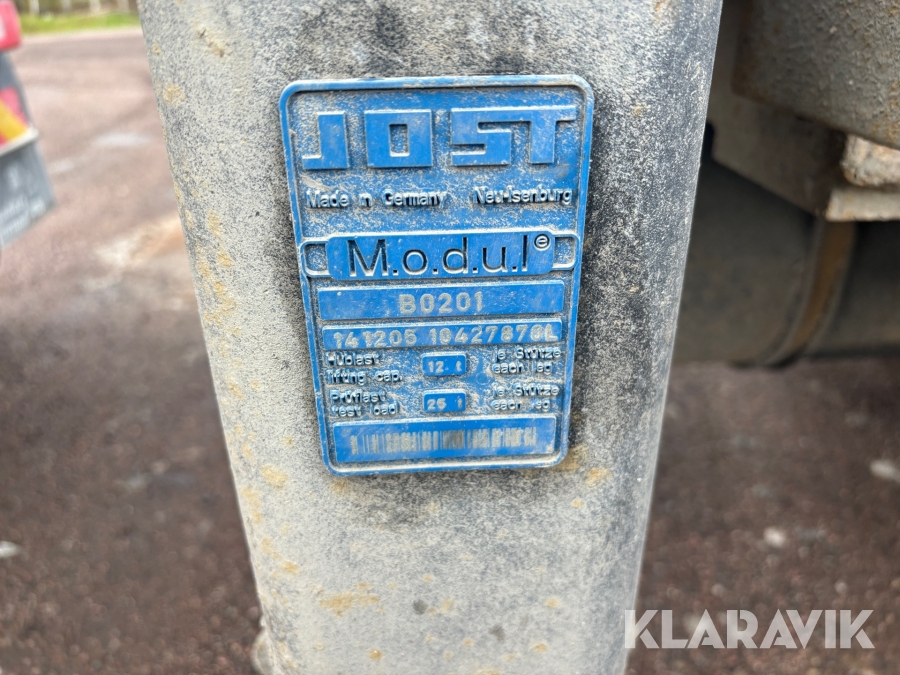 JOST
Made in Germany Neu-Isenburg
M.o.d.u.l e
B0201
141205 10427878L
Hublast 12. t je Stütze
lifting cap. each leg
Prüflast 25 t je Stütze
test load each leg
KLARAVIK